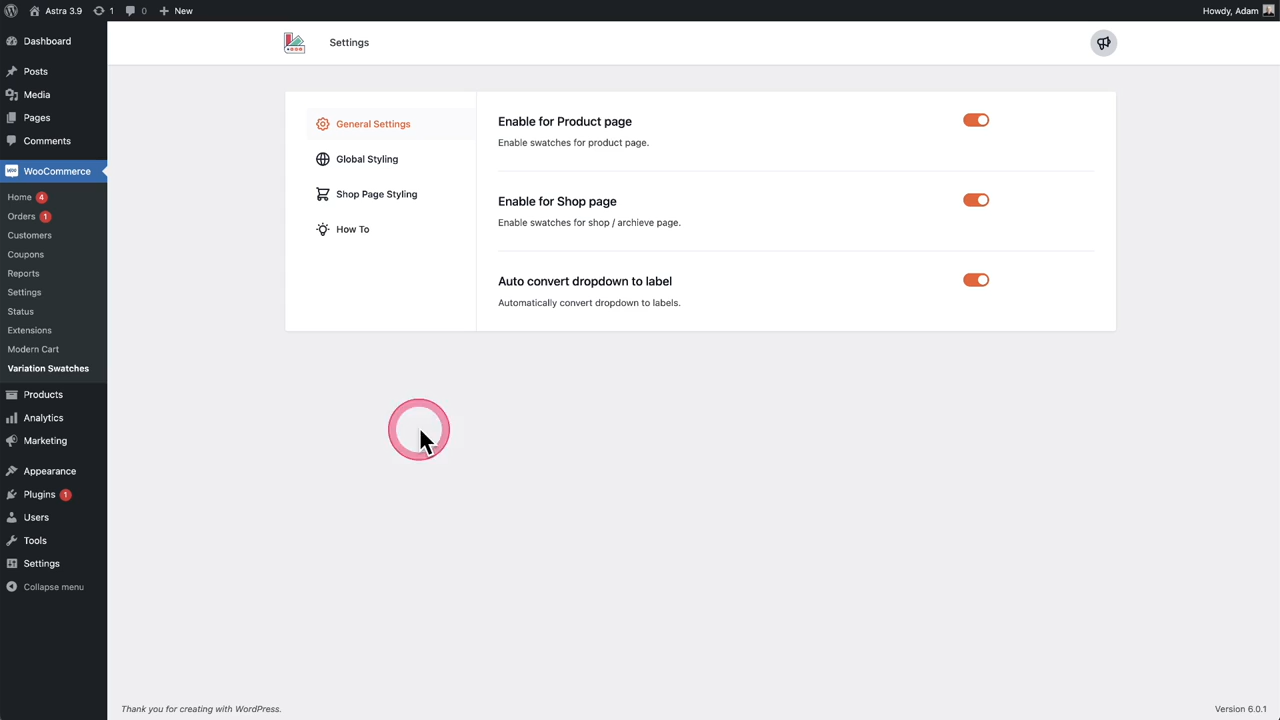 Astra 3.9 1 0 New Howdy, Adam
Dashboard
Posts
Media
Pages
Comments
WooCommerce
Home 4
Orders 1
Customers
Coupons
Reports
Settings
Status
Extensions
Modern Cart
Variation Swatches
Products
Analytics
Marketing
Appearance
Plugins 1
Users
Tools
Settings
Collapse menu
Settings
General Settings
Global Styling
Shop Page Styling
How To
Enable for Product page
Enable swatches for product page.
Enable for Shop page
Enable swatches for shop / archieve page.
Auto convert dropdown to label
Automatically convert dropdown to labels.
Thank you for creating with WordPress. Version 6.0.1